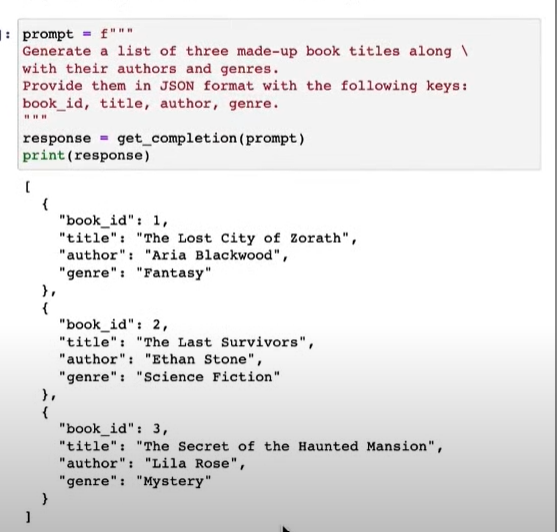 ]: prompt = f"""
Generate a list of three made-up book titles along \
with their authors and genres.
Provide them in JSON format with the following keys:
book_id, title, author, genre.
"""
response = get_completion(prompt)
print(response)
[
  {
    "book_id": 1,
    "title": "The Lost City of Zorath",
    "author": "Aria Blackwood",
    "genre": "Fantasy"
  },
  {
    "book_id": 2,
    "title": "The Last Survivors",
    "author": "Ethan Stone",
    "genre": "Science Fiction"
  },
  {
    "book_id": 3,
    "title": "The Secret of the Haunted Mansion",
    "author": "Lila Rose",
    "genre": "Mystery"
  }
]